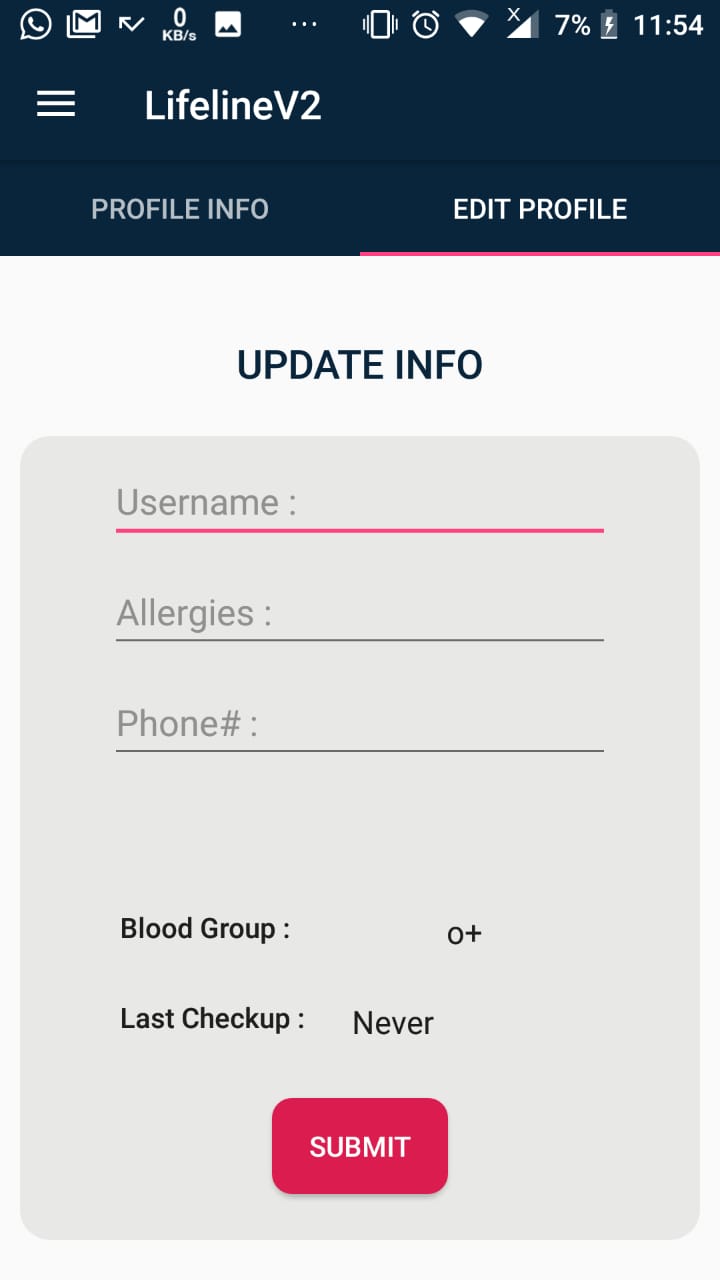 0 KB/s ... X 7% 11:54
LifelineV2
PROFILE INFO EDIT PROFILE
UPDATE INFO
Username :
Allergies :
Phone# :
Blood Group : o+
Last Checkup : Never
SUBMIT